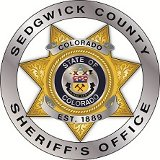 SEDGWICK COUNTY
COLORADO
STATE OF
COLORADO
EST. 1889
SHERIFF'S OFFICE